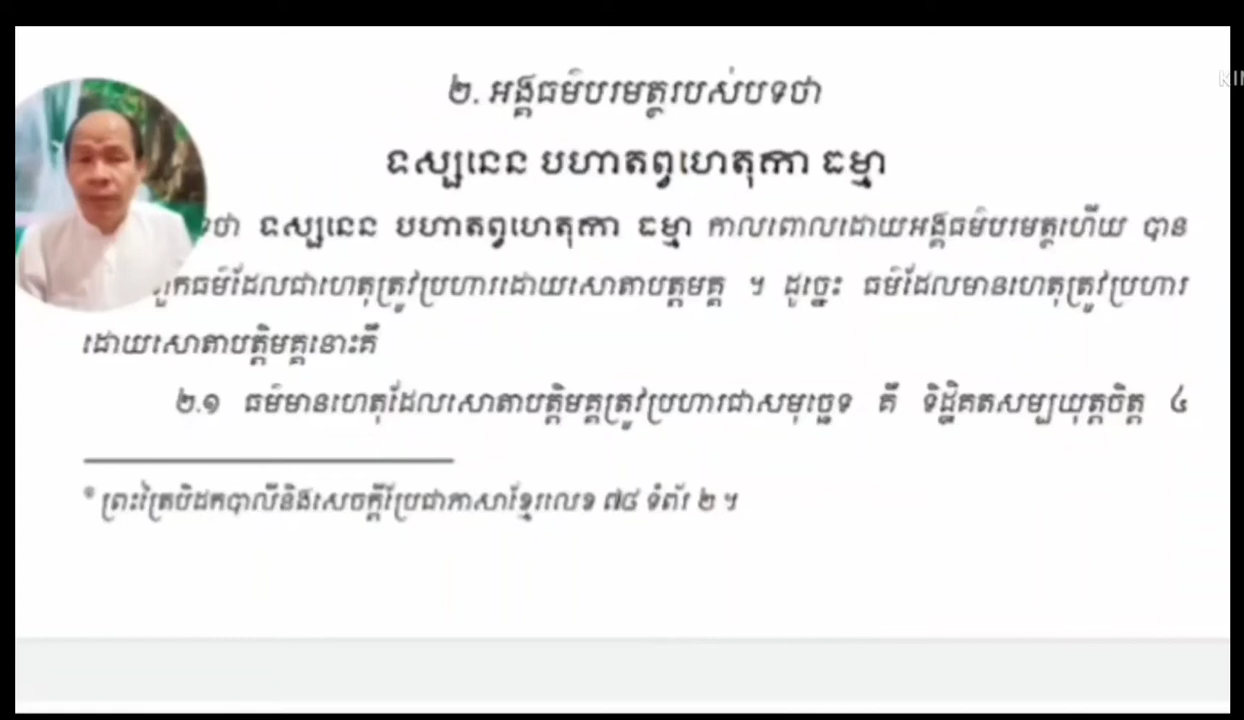 ២. អង្គធម៌បរមត្ថរបស់បទថា
ទស្សនេន បហាតព្វហេតុកា ធម្មា
ថា ទស្សនេន បហាតព្វហេតុកា ធម្មា កាលពោលដោយអង្គធម៌បរមត្ថហើយ បាន
ពួកធម៌ដែលជាហេតុត្រូវប្រហារដោយសោតាបត្តិមគ្គ ។ ដូច្នេះ ធម៌ដែលមានហេតុត្រូវប្រហារ
ដោយសោតាបត្តិមគ្គនោះគឺ
២.១ ធម៌មានហេតុដែលសោតាបត្តិមគ្គត្រូវប្រហារជាសមុច្ឆេទ គឺ ទិដ្ឋិគតសម្បយុត្តចិត្ត ៤
* ព្រះត្រៃបិដកបាលីនិងសេចក្តីប្រែជាភាសាខ្មែរលេខ ៧៨ ទំព័រ ២ ។